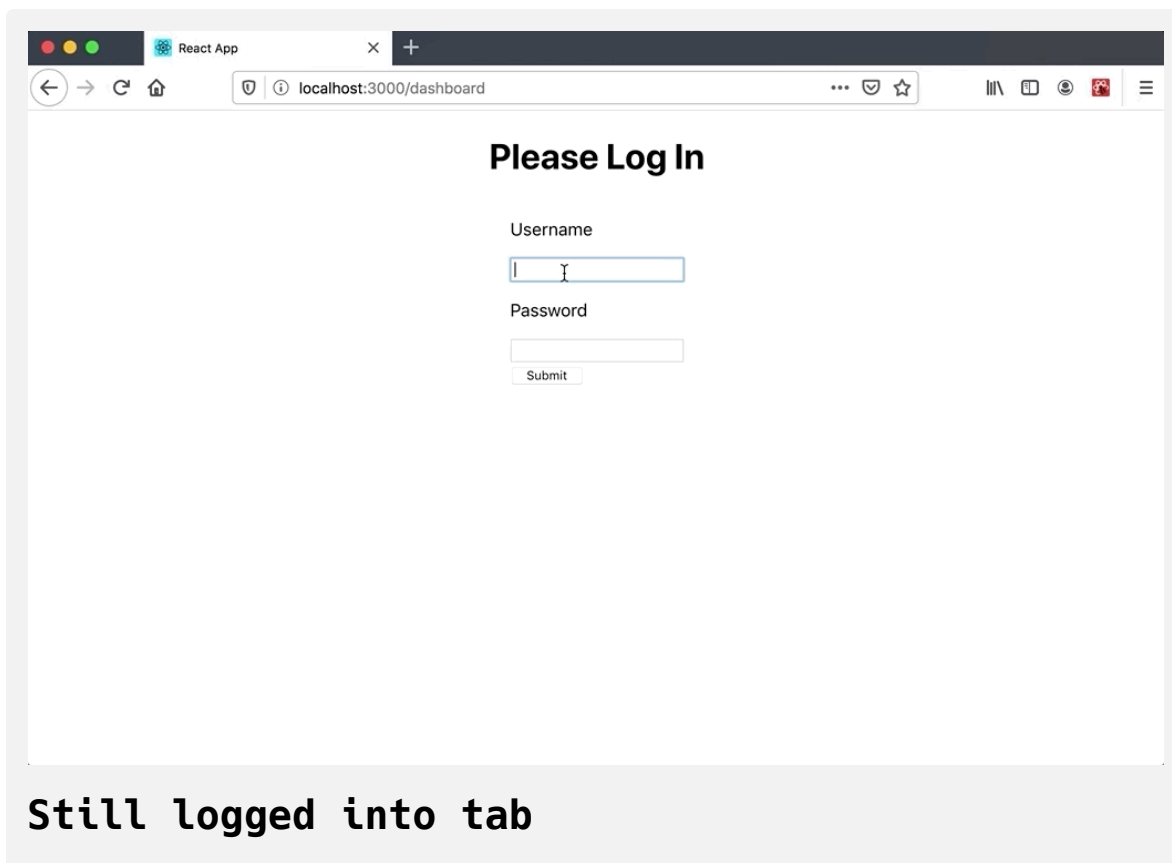 React App
localhost:3000/dashboard
Please Log In
Username
Password
Submit
Still logged into tab